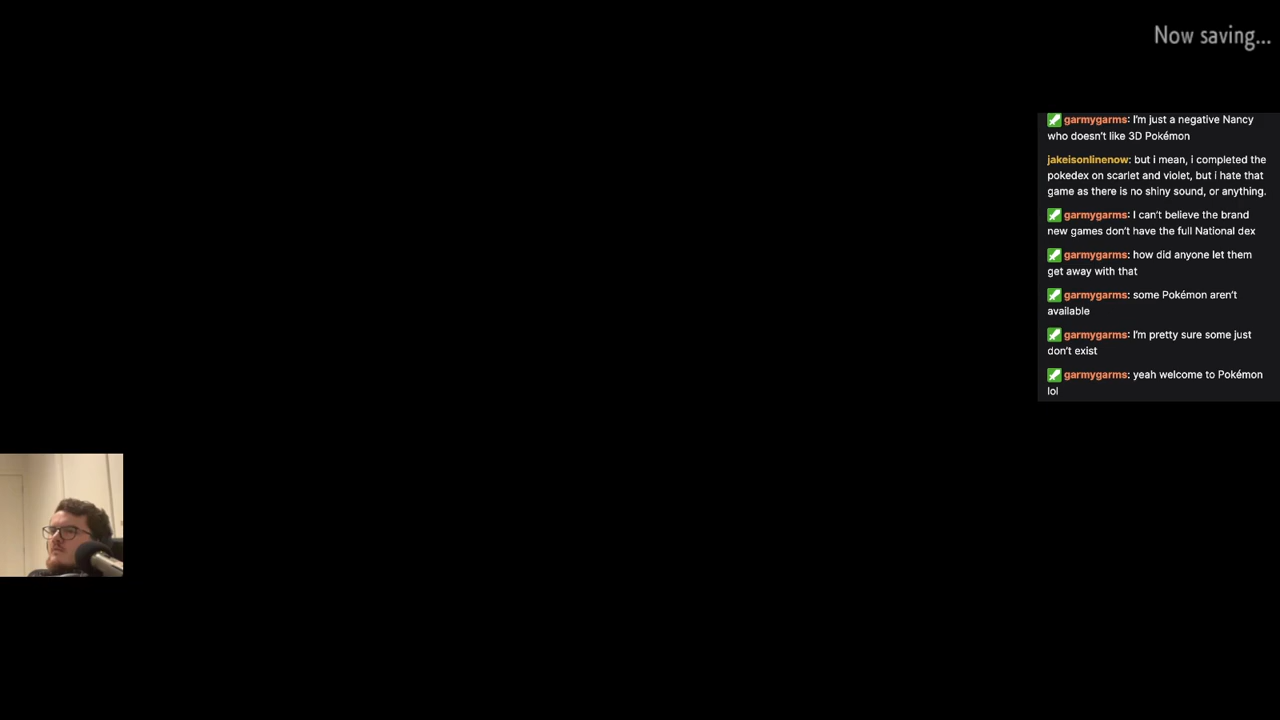 Now saving...
garmygarms: I'm just a negative Nancy
who doesn't like 3D Pokémon
jakeisonlinenow: but i mean, i completed the
pokedex on scarlet and violet, but i hate that
game as there is no shiny sound, or anything.
garmygarms: I can't believe the brand
new games don't have the full National dex
garmygarms: how did anyone let them
get away with that
garmygarms: some Pokémon aren't
available
garmygarms: I'm pretty sure some just
don't exist
garmygarms: yeah welcome to Pokémon
lol